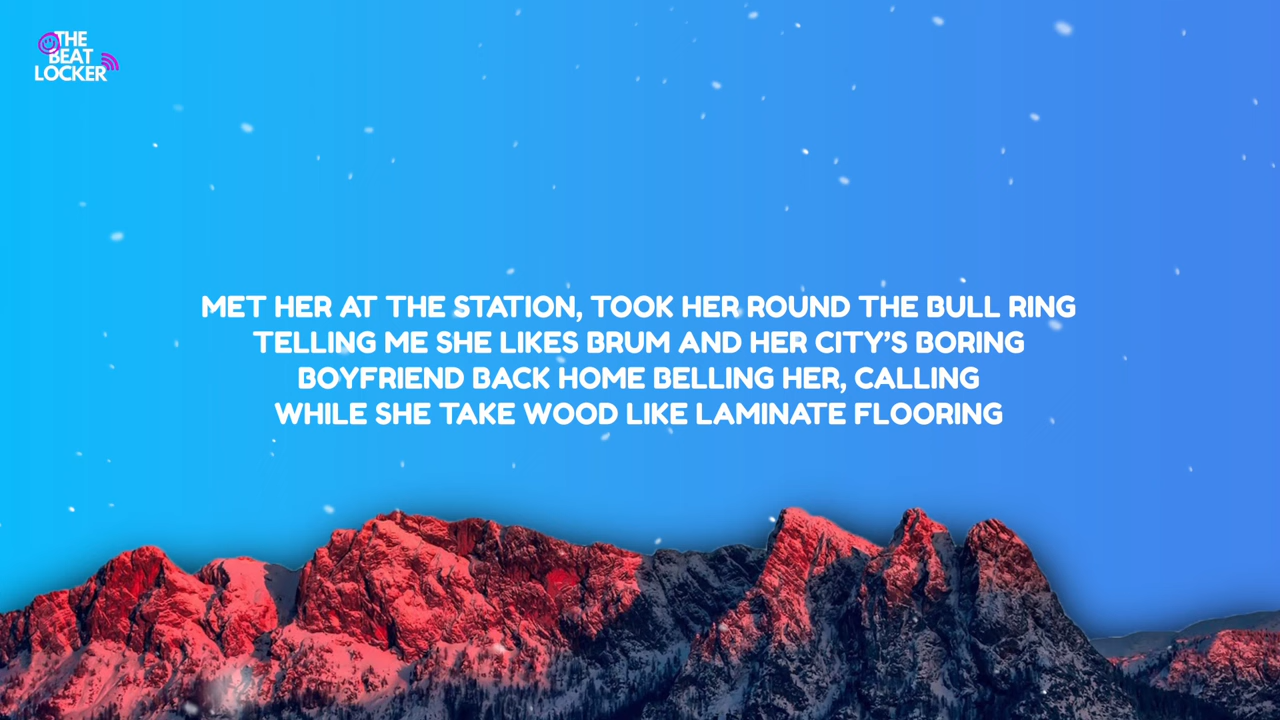 THE
BEAT
LOCKER
MET HER AT THE STATION, TOOK HER ROUND THE BULL RING
TELLING ME SHE LIKES BRUM AND HER CITY’S BORING
BOYFRIEND BACK HOME BELLING HER, CALLING
WHILE SHE TAKE WOOD LIKE LAMINATE FLOORING